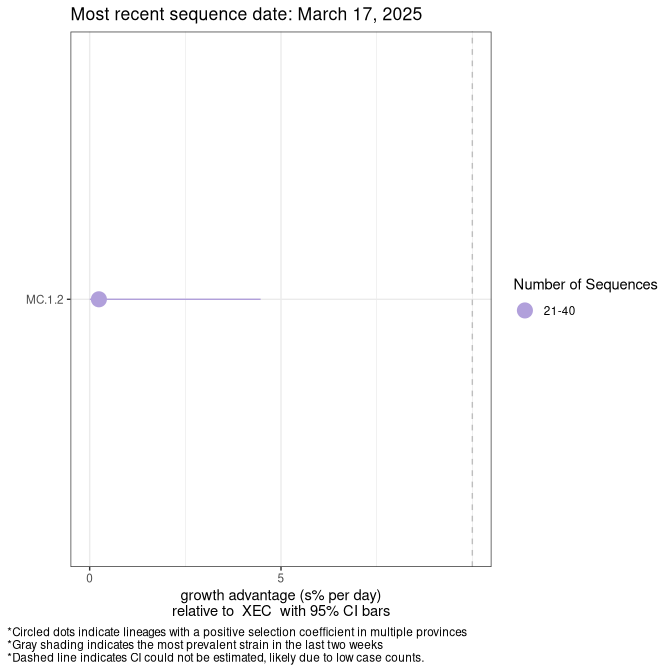 Most recent sequence date: March 17, 2025
MC.1.2
Number of Sequences
21-40
0
5
growth advantage (s% per day)
relative to  XEC  with 95% CI bars
*Circled dots indicate lineages with a positive selection coefficient in multiple provinces
*Gray shading indicates the most prevalent strain in the last two weeks
*Dashed line indicates CI could not be estimated, likely due to low case counts.